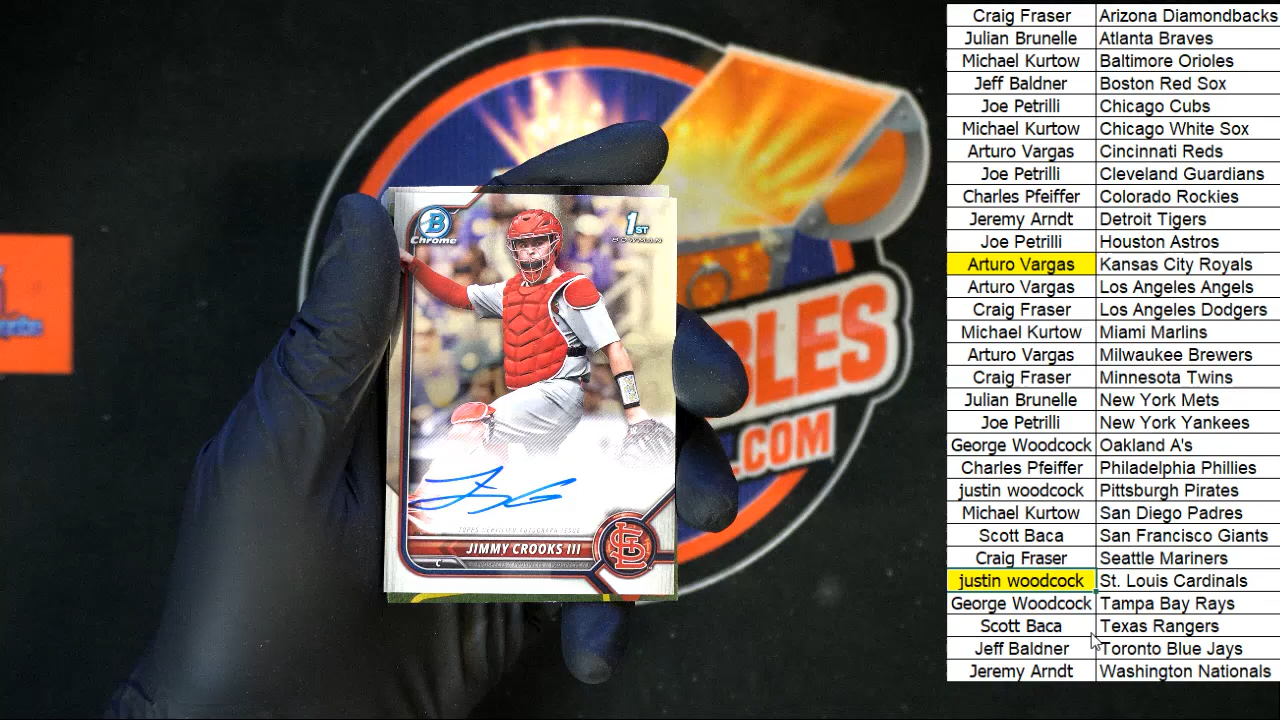 B
Chrome
1ST
BOWMAN
TOPPS CERTIFIED AUTOGRAPH ISSUE
JIMMY CROOKS III
C
BLES
.COM
Craig Fraser Arizona Diamondbacks
Julian Brunelle Atlanta Braves
Michael Kurtow Baltimore Orioles
Jeff Baldner Boston Red Sox
Joe Petrilli Chicago Cubs
Michael Kurtow Chicago White Sox
Arturo Vargas Cincinnati Reds
Joe Petrilli Cleveland Guardians
Charles Pfeiffer Colorado Rockies
Jeremy Arndt Detroit Tigers
Joe Petrilli Houston Astros
Arturo Vargas Kansas City Royals
Arturo Vargas Los Angeles Angels
Craig Fraser Los Angeles Dodgers
Michael Kurtow Miami Marlins
Arturo Vargas Milwaukee Brewers
Craig Fraser Minnesota Twins
Julian Brunelle New York Mets
Joe Petrilli New York Yankees
George Woodcock Oakland A's
Charles Pfeiffer Philadelphia Phillies
justin woodcock Pittsburgh Pirates
Michael Kurtow San Diego Padres
Scott Baca San Francisco Giants
Craig Fraser Seattle Mariners
justin woodcock St. Louis Cardinals
George Woodcock Tampa Bay Rays
Scott Baca Texas Rangers
Jeff Baldner Toronto Blue Jays
Jeremy Arndt Washington Nationals